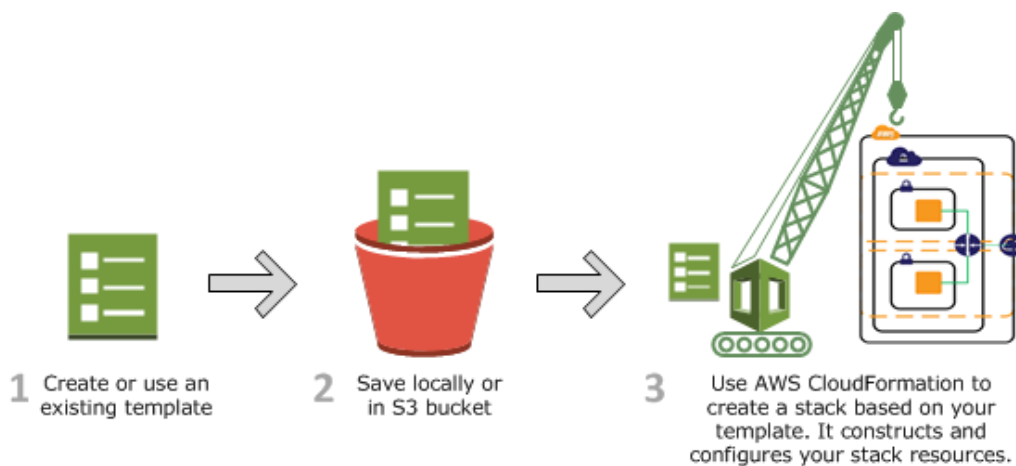 aws
1 Create or use an
existing template
2 Save locally or
in S3 bucket
3 Use AWS CloudFormation to
create a stack based on your
template. It constructs and
configures your stack resources.